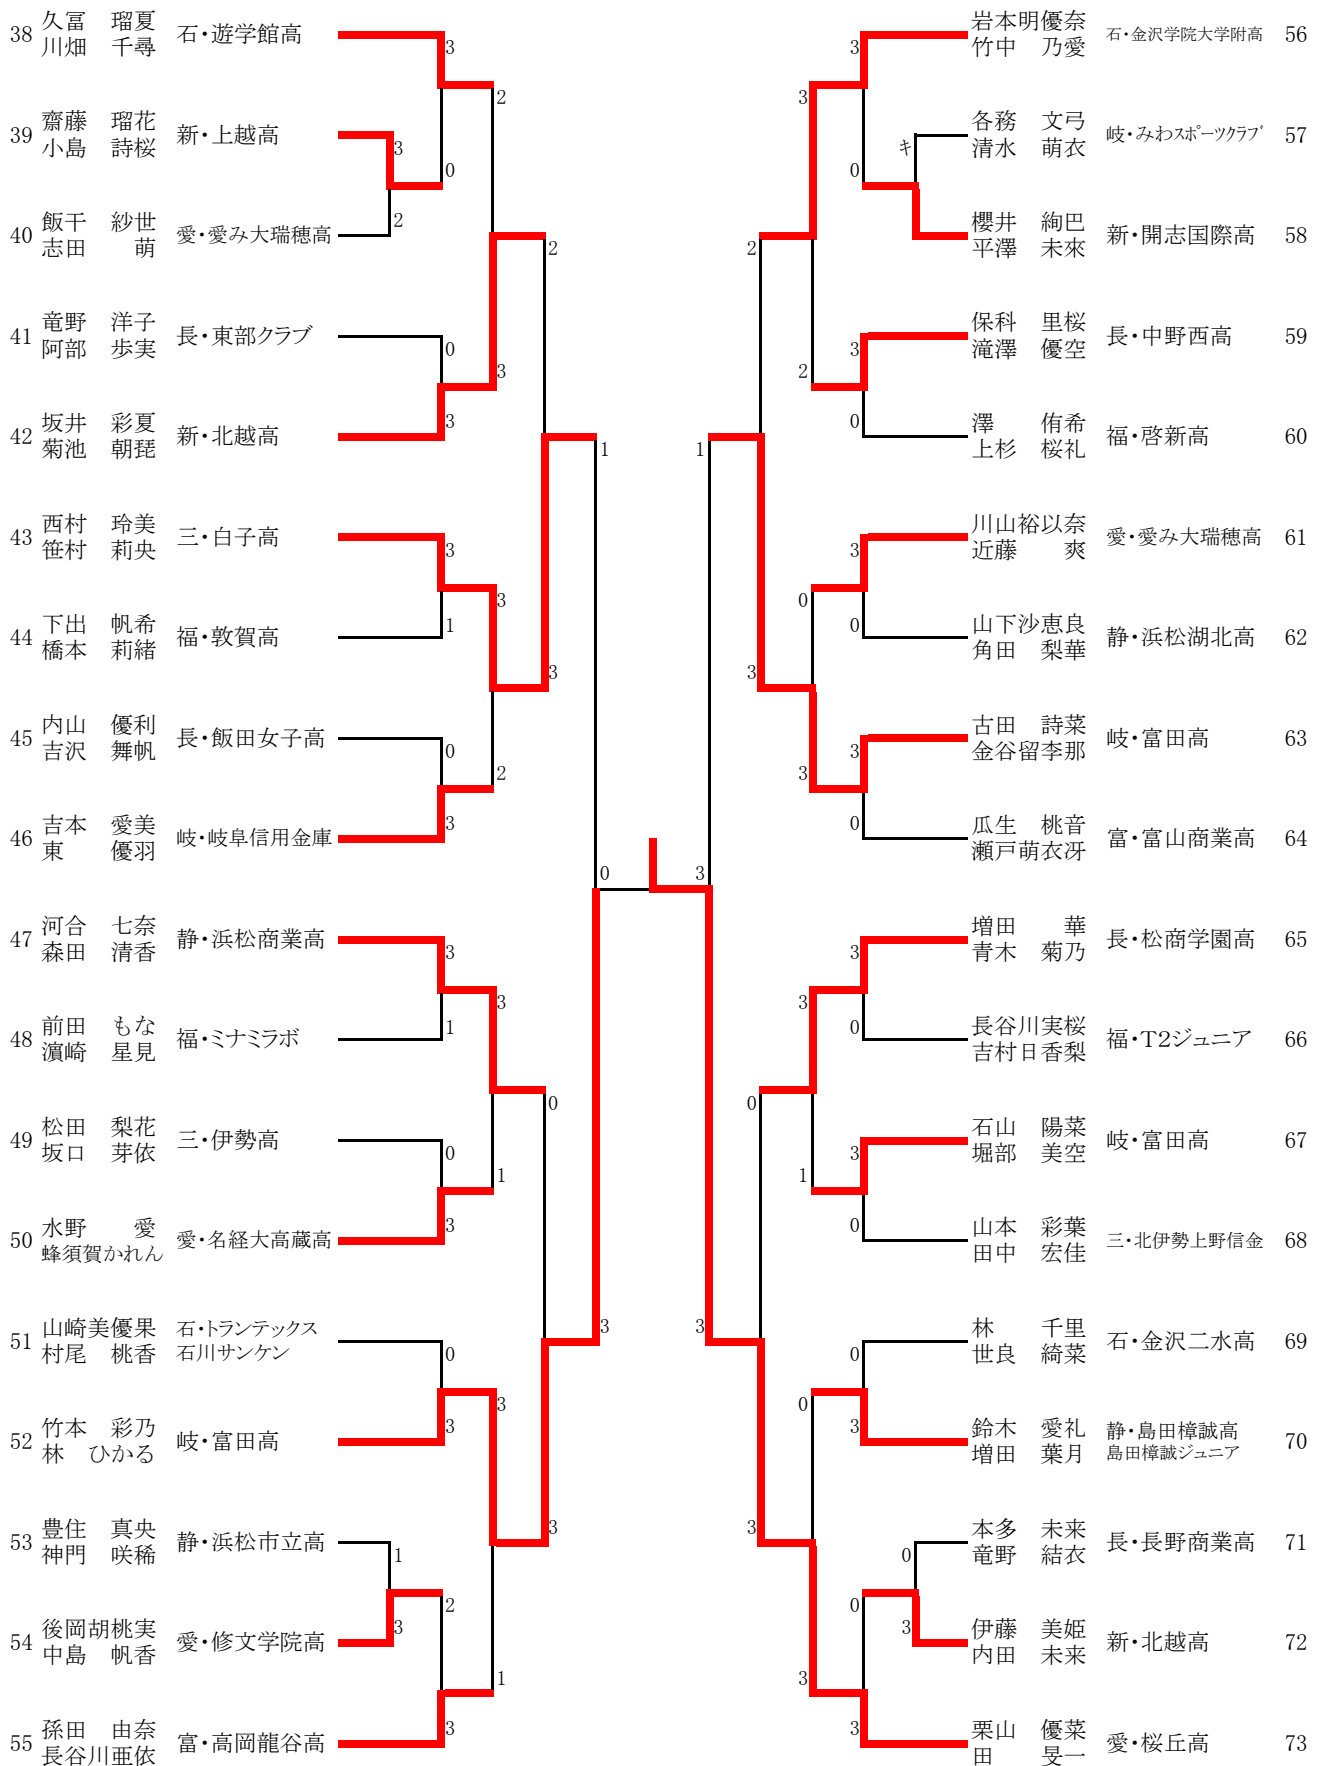 38 久冨　瑠夏 石・遊学館高
川畑　千尋
3
2
39 齋藤　瑠花 新・上越高
小島　詩桜
3
0
40 飯干　紗世 愛・愛み大瑞穂高
志田　　萌
2
2
41 竜野　洋子 長・東部クラブ
阿部　歩実
0
3
42 坂井　彩夏 新・北越高
菊池　朝琵
3
1
43 西村　玲美 三・白子高
笹村　莉央
3
3
44 下出　帆希 福・敦賀高
橋本　莉緒
1
3
45 内山　優利 長・飯田女子高
吉沢　舞帆
0
2
46 吉本　愛美 岐・岐阜信用金庫
東　　優羽
3
0
47 河合　七奈 静・浜松商業高
森田　清香
3
3
48 前田　もな 福・ミナミラボ
濵崎　星見
1
0
49 松田　梨花 三・伊勢高
坂口　芽依
0
1
50 水野　　愛 愛・名経大高蔵高
蜂須賀かれん
3
51 山崎美優果 石・トランテックス
村尾　桃香 石川サンケン
0
3
3
52 竹本　彩乃 岐・富田高
林　ひかる
3
53 豊住　真央 静・浜松市立高
神門　咲稀
1
3
2
54 後岡胡桃実 愛・修文学院高
中島　帆香
3
1
55 孫田　由奈 富・高岡龍谷高
長谷川亜依
3
岩本明優奈 石・金沢学院大学附高 56
竹中　乃愛
3
3
各務　文弓 岐・みわスポーツクラブ 57
清水　萌衣
キ
0
櫻井　絢巴 新・開志国際高 58
平澤　未來
2
保科　里桜 長・中野西高 59
滝澤　優空
3
2
澤　　侑希 福・啓新高 60
上杉　桜礼
0
1
川山裕以奈 愛・愛み大瑞穂高 61
近藤　　爽
3
0
山下沙恵良 静・浜松湖北高 62
角田　梨華
0
3
古田　詩菜 岐・富田高 63
金谷留李那
3
3
瓜生　桃音 富・富山商業高 64
瀬戸萌衣冴
0
3
増田　　華 長・松商学園高 65
青木　菊乃
3
3
長谷川実桜 福・T2ジュニア 66
吉村日香梨
0
0
石山　陽菜 岐・富田高 67
堀部　美空
3
1
山本　彩葉 三・北伊勢上野信金 68
田中　宏佳
0
3
林　　千里 石・金沢二水高 69
世良　綺菜
0
0
鈴木　愛礼 静・島田樟誠高 70
増田　葉月 島田樟誠ジュニア
3
3
本多　未来 長・長野商業高 71
竜野　結衣
0
0
伊藤　美姫 新・北越高 72
内田　未来
3
3
栗山　優菜 愛・桜丘高 73
田　　旻一
3